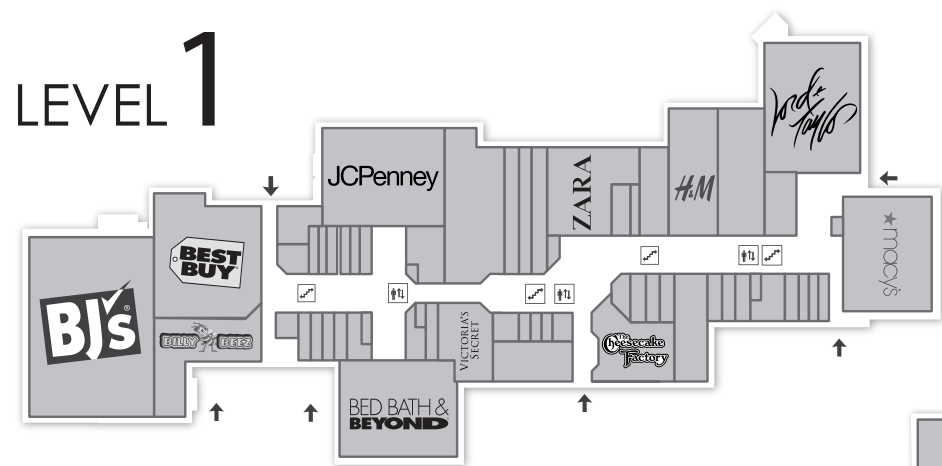 LEVEL 1
Lord &
Taylor
JCPenney
ZARA
H&M
★macy's
BEST
BUY
BJ's
®
BILLY BEEZ
VICTORIA'S
SECRET
The
Cheesecake
Factory
BED BATH &
BEYOND